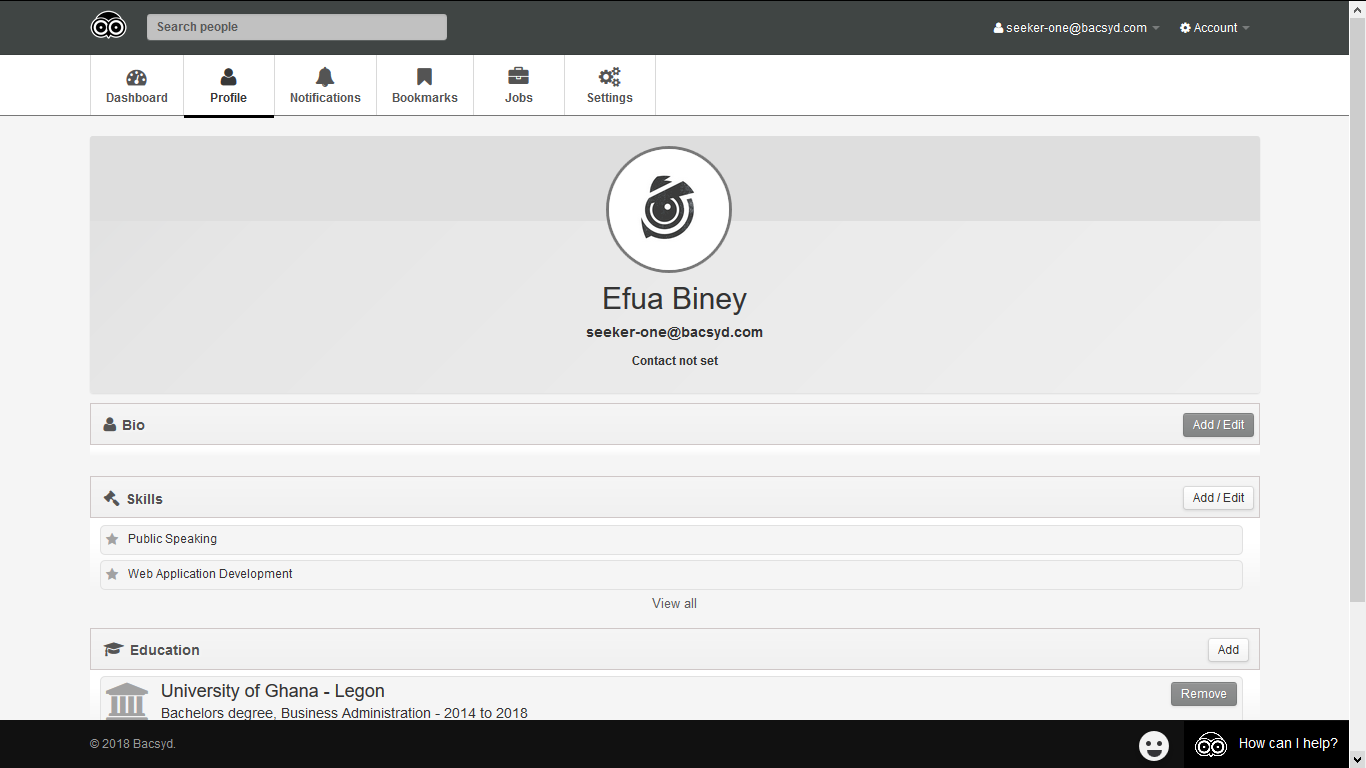 Search people
seeker-one@bacsyd.com
Account
Dashboard
Profile
Notifications
Bookmarks
Jobs
Settings
Efua Biney
seeker-one@bacsyd.com
Contact not set
Bio
Add / Edit
Skills
Add / Edit
Public Speaking
Web Application Development
View all
Education
Add
University of Ghana - Legon
Remove
Bachelors degree, Business Administration - 2014 to 2018
© 2018 Bacsyd.
How can I help?